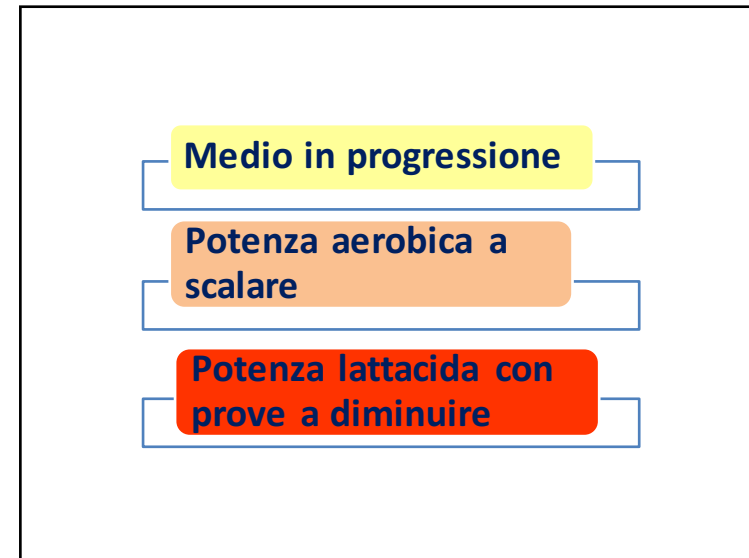 Medio in progressione
Potenza aerobica a
scalare
Potenza lattacida con
prove a diminuire